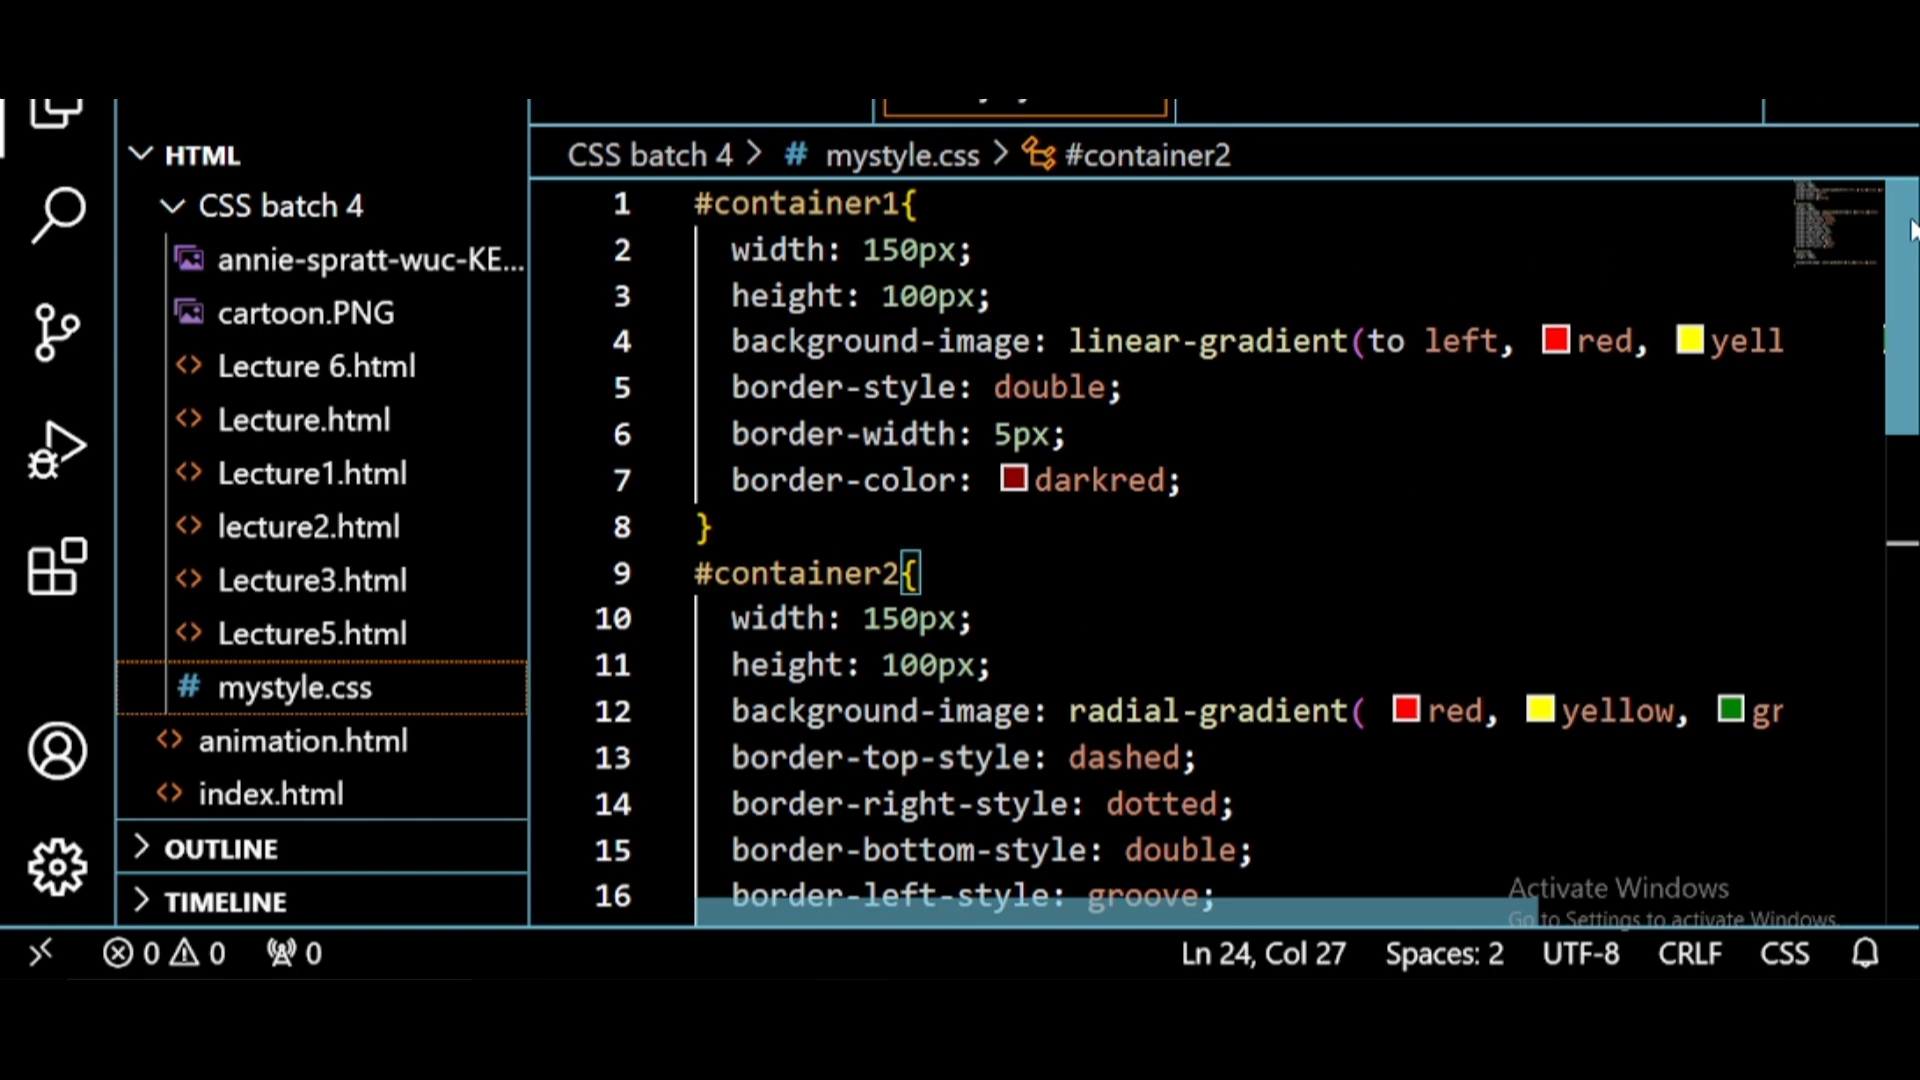 HTML
CSS batch 4
annie-spratt-wuc-KE...
cartoon.PNG
Lecture 6.html
Lecture.html
Lecture1.html
lecture2.html
Lecture3.html
Lecture5.html
# mystyle.css
animation.html
index.html
OUTLINE
TIMELINE
CSS batch 4 > # mystyle.css > #container2
1 #container1{
2 width: 150px;
3 height: 100px;
4 background-image: linear-gradient(to left, red, yell
5 border-style: double;
6 border-width: 5px;
7 border-color: darkred;
8 }
9 #container2{
10 width: 150px;
11 height: 100px;
12 background-image: radial-gradient( red, yellow, gr
13 border-top-style: dashed;
14 border-right-style: dotted;
15 border-bottom-style: double;
16 border-left-style: groove;
Activate Windows
Go to Settings to activate Windows.
0 0 0 Ln 24, Col 27 Spaces: 2 UTF-8 CRLF CSS